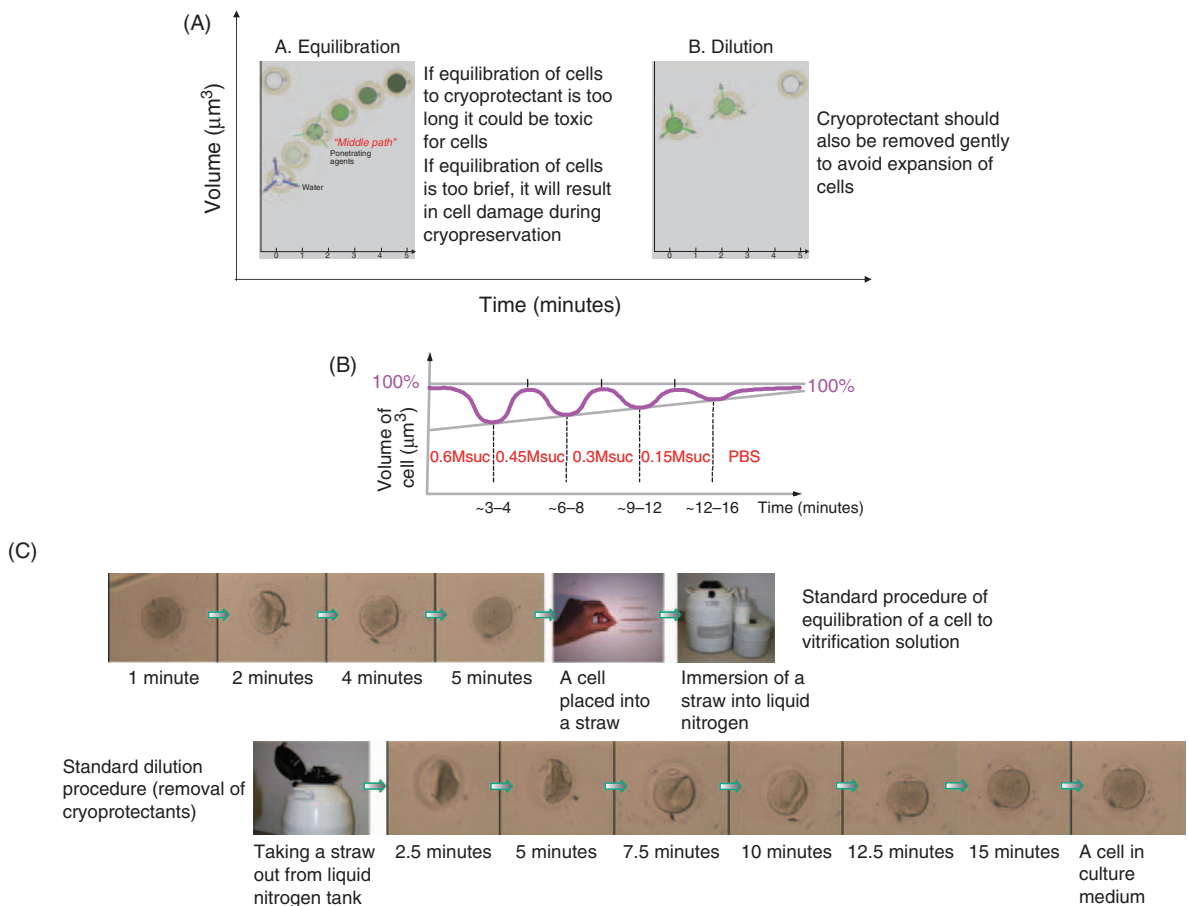 (A)
Volume (μm³)
A. Equilibration
"Middle path"
Ponetrating
agents
Water
0 1 2 3 4 5
If equilibration of cells
to cryoprotectant is too
long it could be toxic
for cells
If equilibration of cells
is too brief, it will result
in cell damage during
cryopreservation
B. Dilution
0 1 2 3 4 5
Cryoprotectant should
also be removed gently
to avoid expansion of
cells
Time (minutes)
(B)
100%
100%
Volume of
cell (μm³)
0.6Msuc 0.45Msuc 0.3Msuc 0.15Msuc PBS
~3–4 ~6–8 ~9–12 ~12–16 Time (minutes)
(C)
1 minute
2 minutes
4 minutes
5 minutes
A cell
placed into
a straw
Immersion of a
straw into liquid
nitrogen
Standard procedure of
equilibration of a cell to
vitrification solution
Standard dilution
procedure (removal of
cryoprotectants)
Taking a straw
out from liquid
nitrogen tank
2.5 minutes
5 minutes
7.5 minutes
10 minutes
12.5 minutes
15 minutes
A cell in
culture
medium